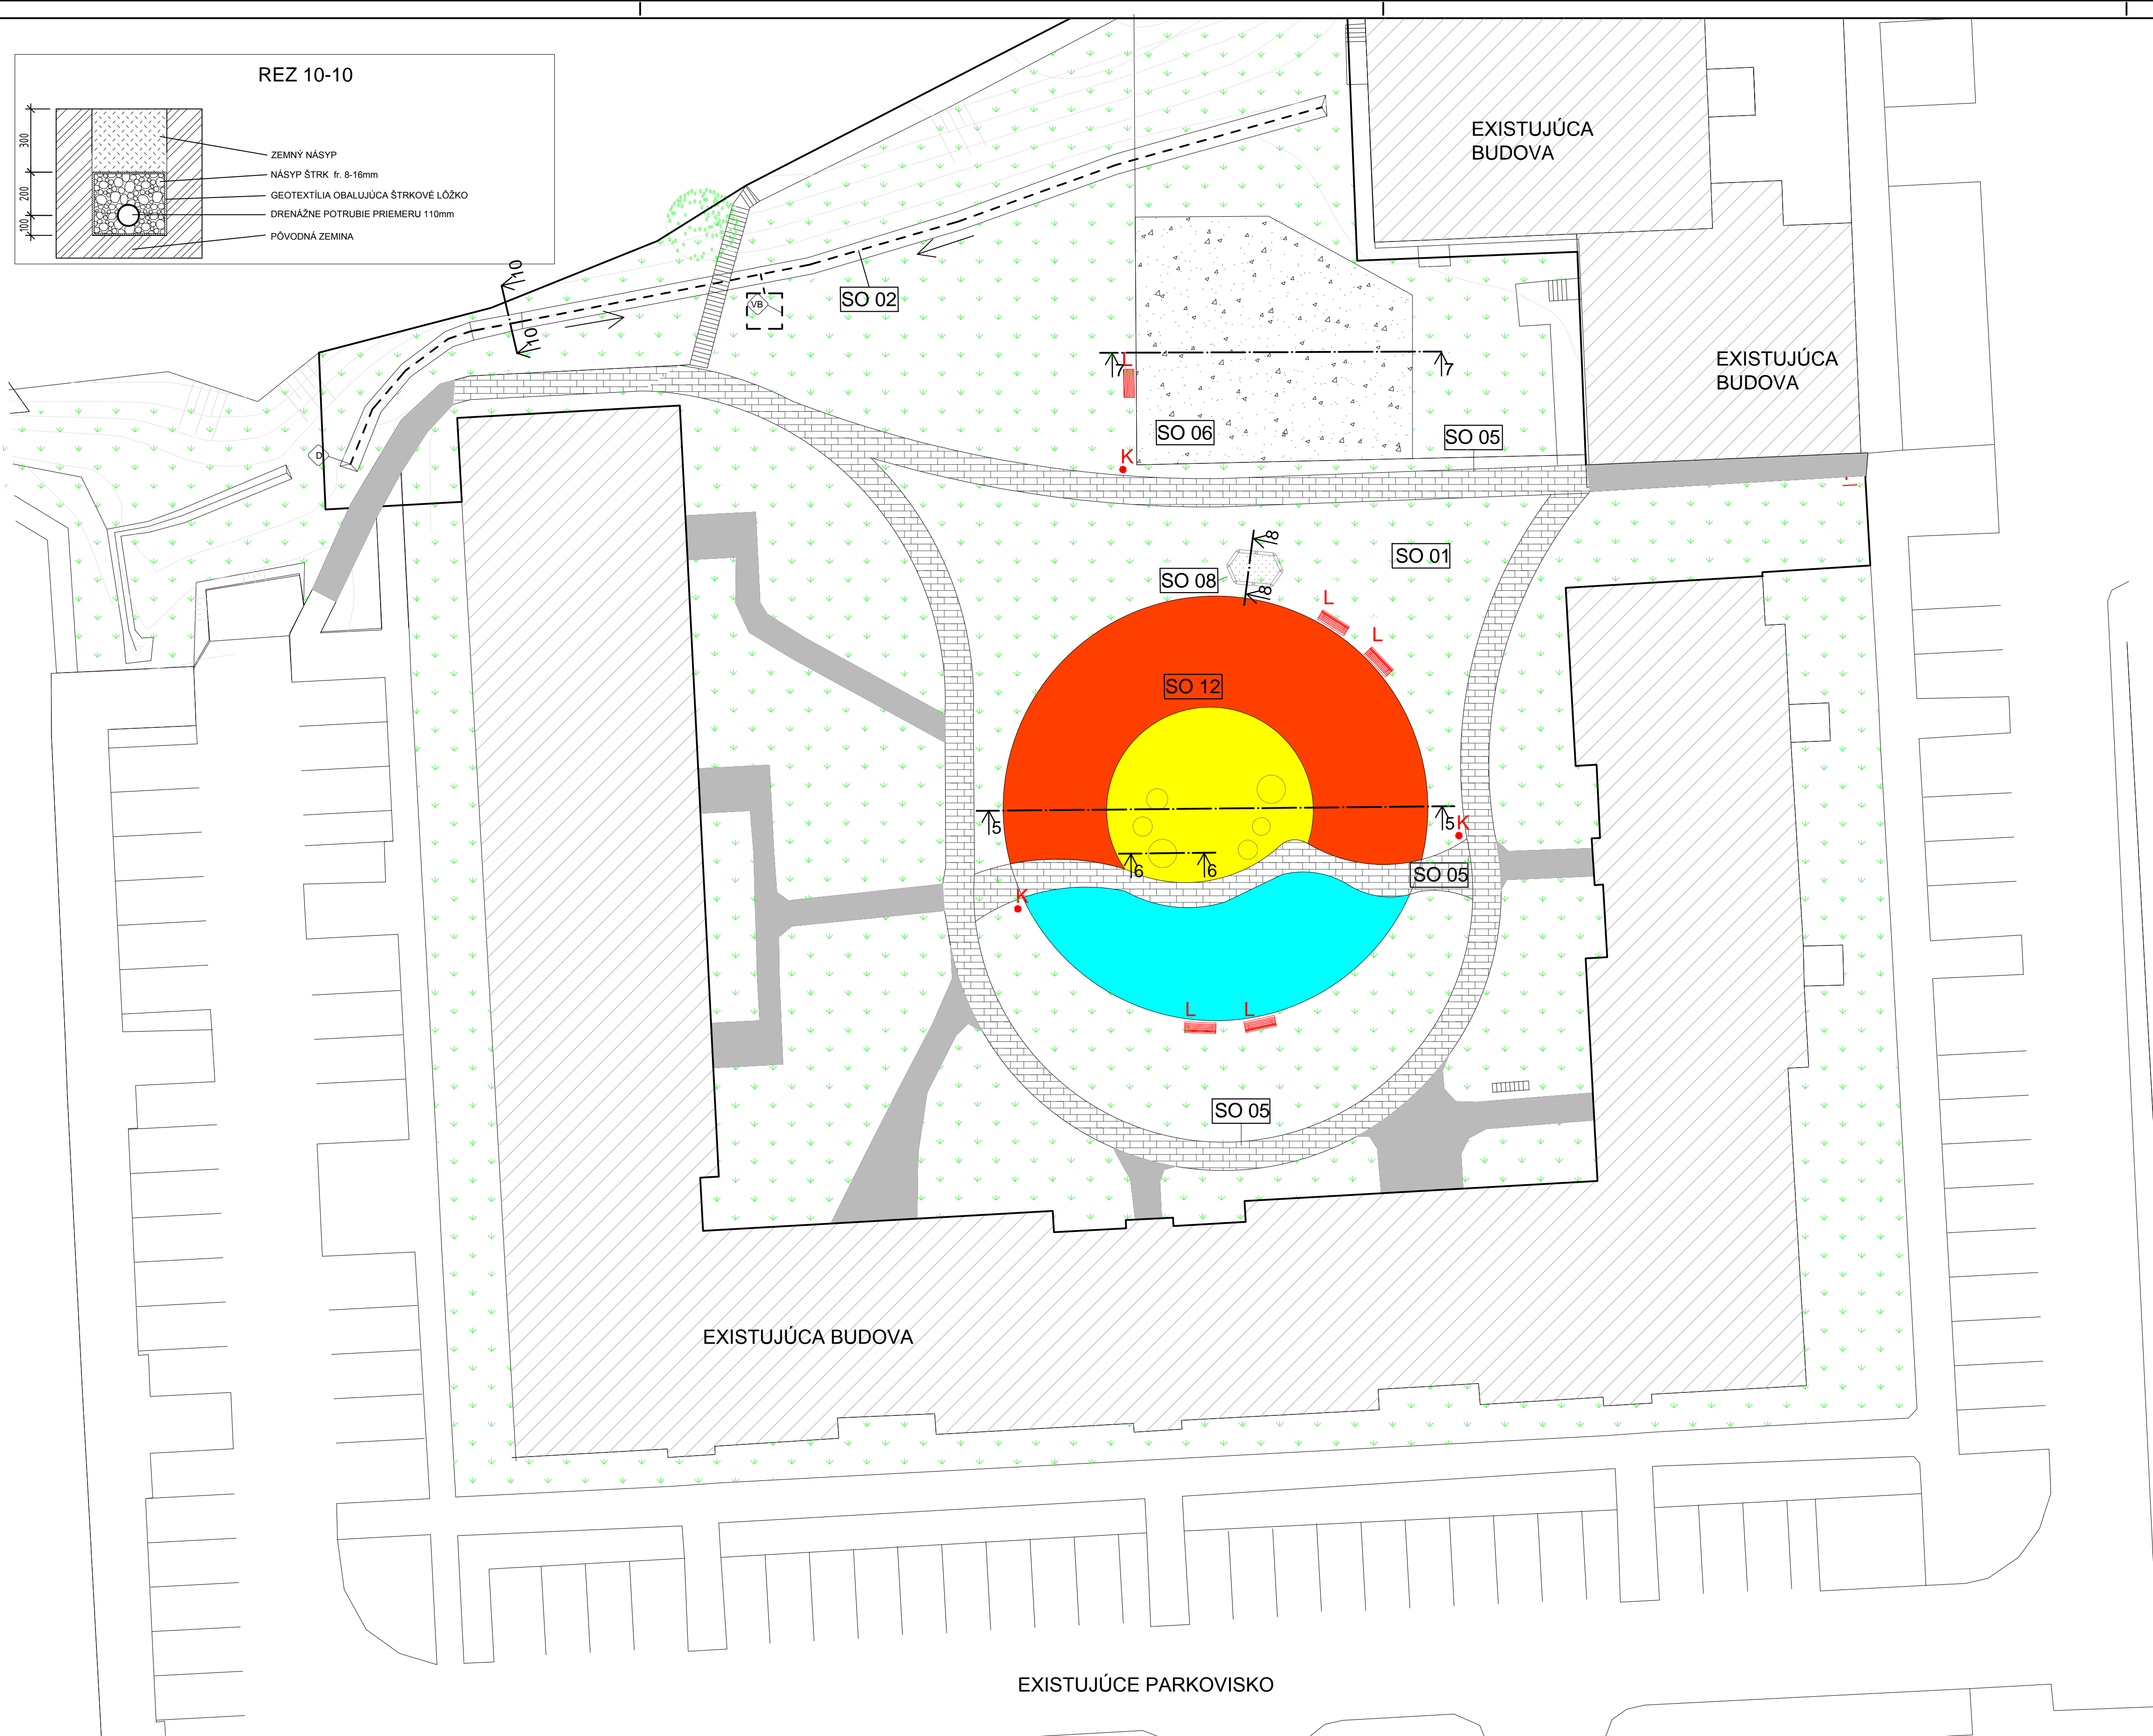 REZ 10-10
300
200
100
ZEMNÝ NÁSYP
NÁSYP ŠTRK fr. 8-16mm
GEOTEXTÍLIA OBALUJÚCA ŠTRKOVÉ LÔŽKO
DRENÁŽNE POTRUBIE PRIEMERU 110mm
PÔVODNÁ ZEMINA
EXISTUJÚCA
BUDOVA
10
10
VB
SO 02
EXISTUJÚCA
BUDOVA
L
7
7
SO 06
SO 05
D
K
8
SO 01
SO 08
8
L
L
SO 12
5
5
K
6
6
SO 05
K
L
L
SO 05
EXISTUJÚCA BUDOVA
EXISTUJÚCE PARKOVISKO